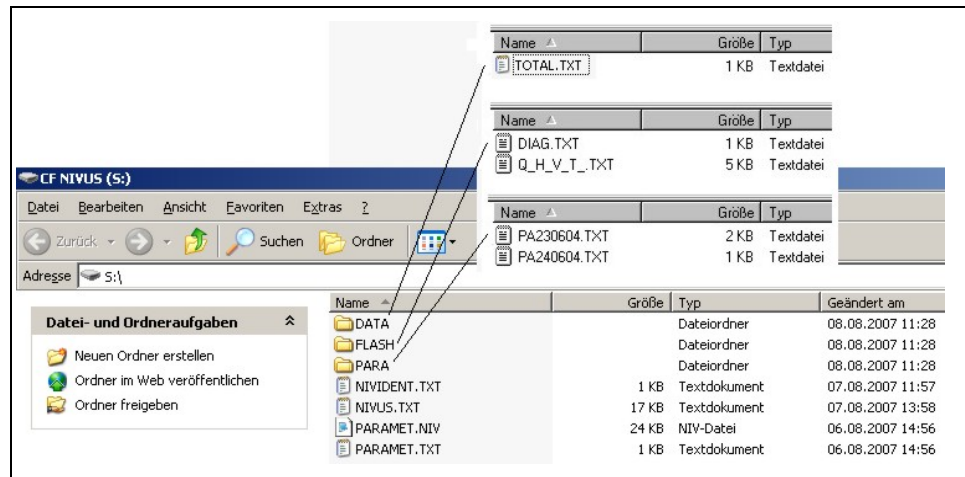 Name Größe Typ
TOTAL.TXT 1 KB Textdatei
Name Größe Typ
DIAG.TXT 1 KB Textdatei
Q_H_V_T_.TXT 5 KB Textdatei
CF NIVUS (S:)
Datei Bearbeiten Ansicht Favoriten Extras ?
Name Größe Typ
PA230604.TXT 2 KB Textdatei
PA240604.TXT 1 KB Textdatei
Zurück Suchen Ordner
Adresse S:\
Datei- und Ordneraufgaben
Neuen Ordner erstellen
Ordner im Web veröffentlichen
Ordner freigeben
Name Größe Typ Geändert am
DATA Dateiordner 08.08.2007 11:28
FLASH Dateiordner 08.08.2007 11:28
PARA Dateiordner 08.08.2007 11:28
NIVIDENT.TXT 1 KB Textdokument 07.08.2007 11:57
NIVUS.TXT 17 KB Textdokument 07.08.2007 13:58
PARAMET.NIV 24 KB NIV-Datei 06.08.2007 14:56
PARAMET.TXT 1 KB Textdokument 06.08.2007 14:56